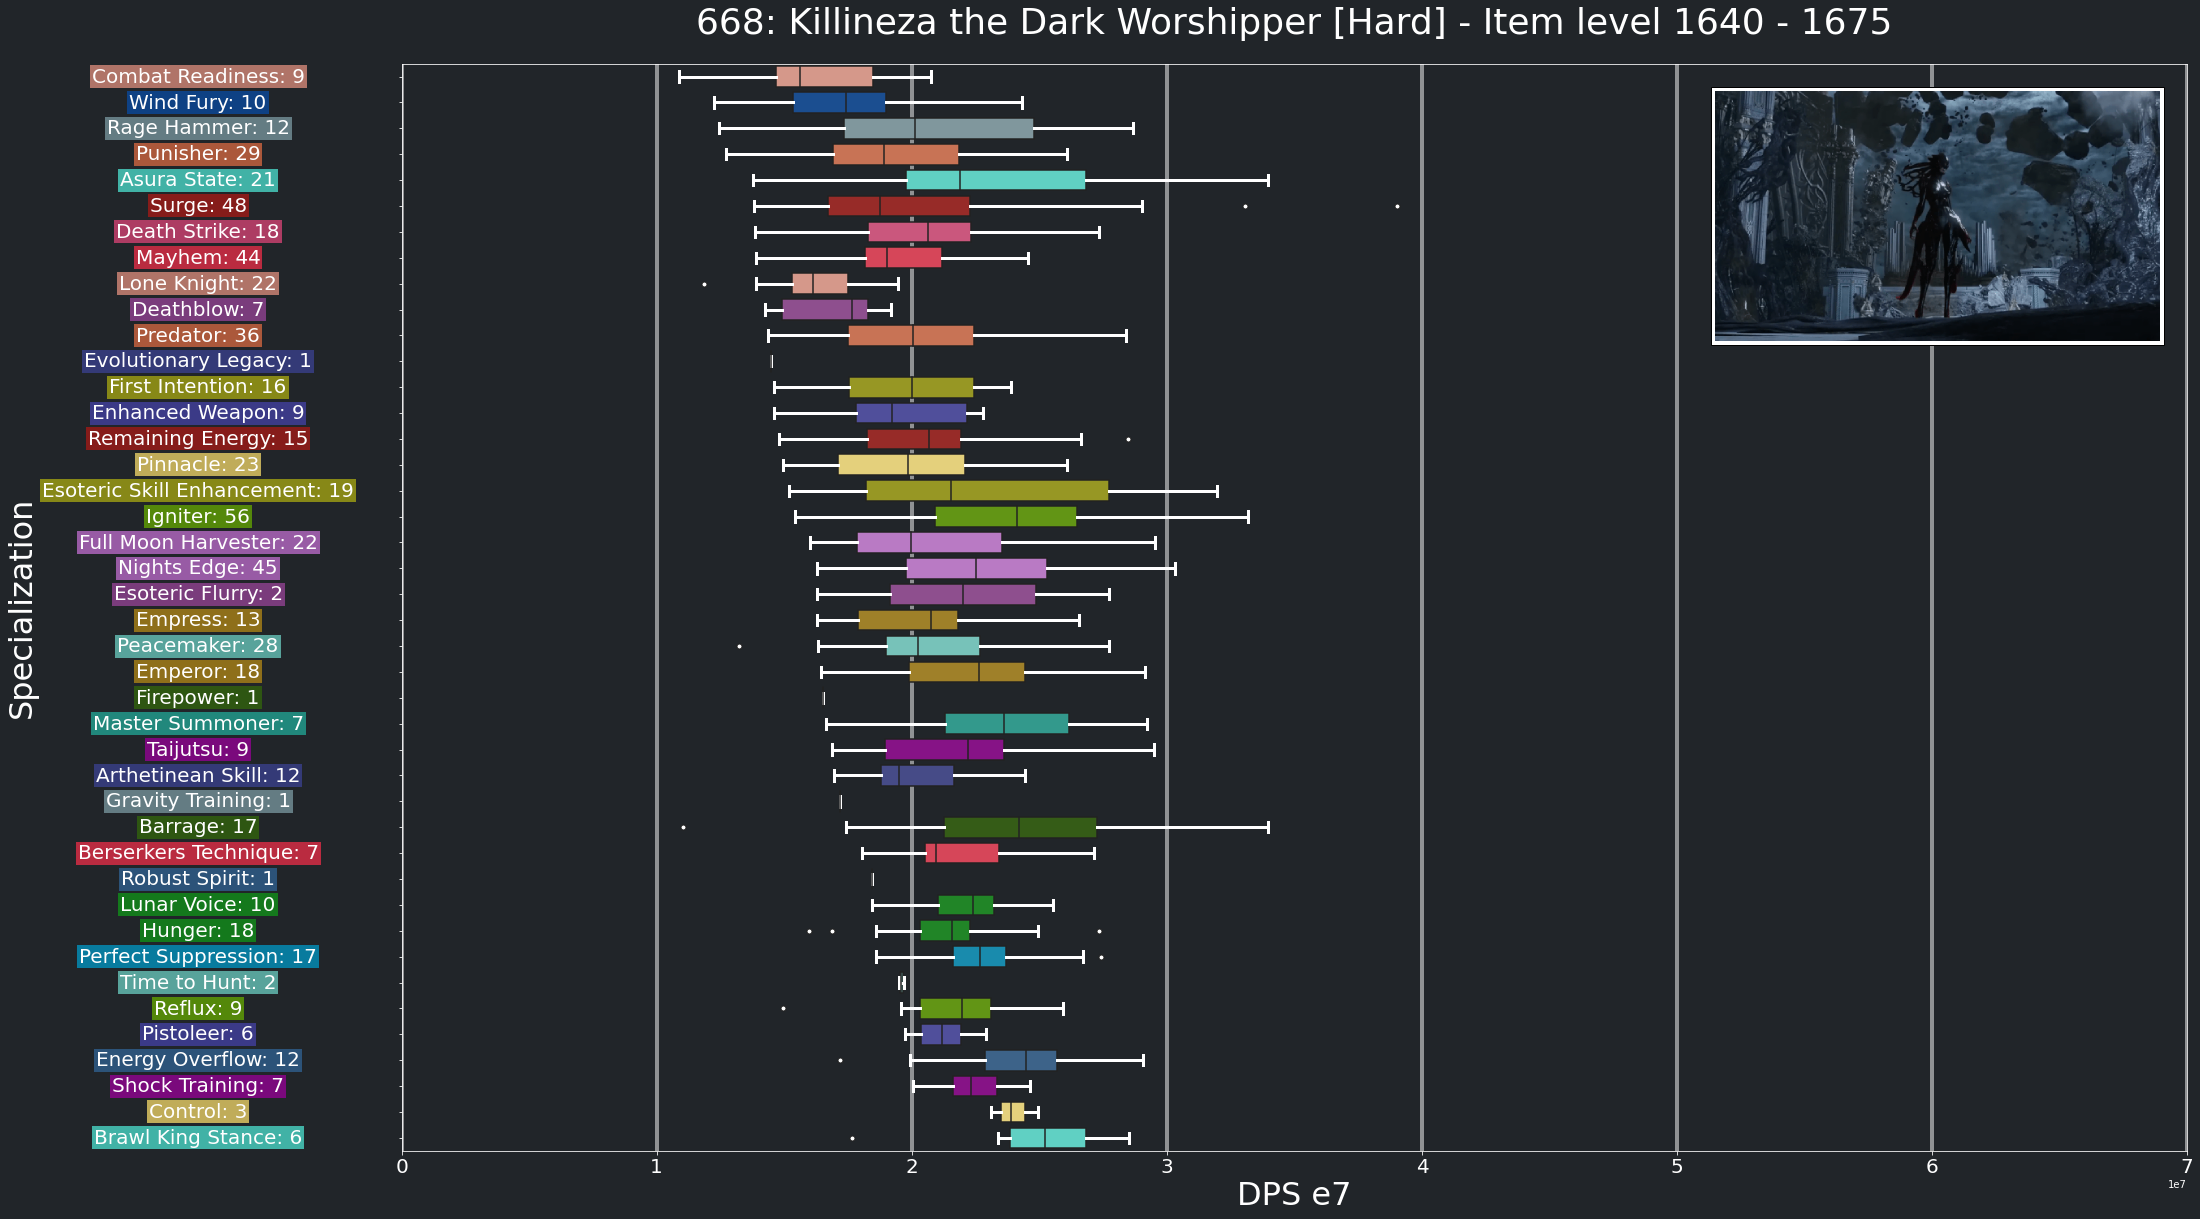 668: Killineza the Dark Worshipper [Hard] - Item level 1640 - 1675
Specialization
Combat Readiness: 9
Wind Fury: 10
Rage Hammer: 12
Punisher: 29
Asura State: 21
Surge: 48
Death Strike: 18
Mayhem: 44
Lone Knight: 22
Deathblow: 7
Predator: 36
Evolutionary Legacy: 1
First Intention: 16
Enhanced Weapon: 9
Remaining Energy: 15
Pinnacle: 23
Esoteric Skill Enhancement: 19
Igniter: 56
Full Moon Harvester: 22
Nights Edge: 45
Esoteric Flurry: 2
Empress: 13
Peacemaker: 28
Emperor: 18
Firepower: 1
Master Summoner: 7
Taijutsu: 9
Arthetinean Skill: 12
Gravity Training: 1
Barrage: 17
Berserkers Technique: 7
Robust Spirit: 1
Lunar Voice: 10
Hunger: 18
Perfect Suppression: 17
Time to Hunt: 2
Reflux: 9
Pistoleer: 6
Energy Overflow: 12
Shock Training: 7
Control: 3
Brawl King Stance: 6
0 1 2 3 4 5 6 7
1e7
DPS e7